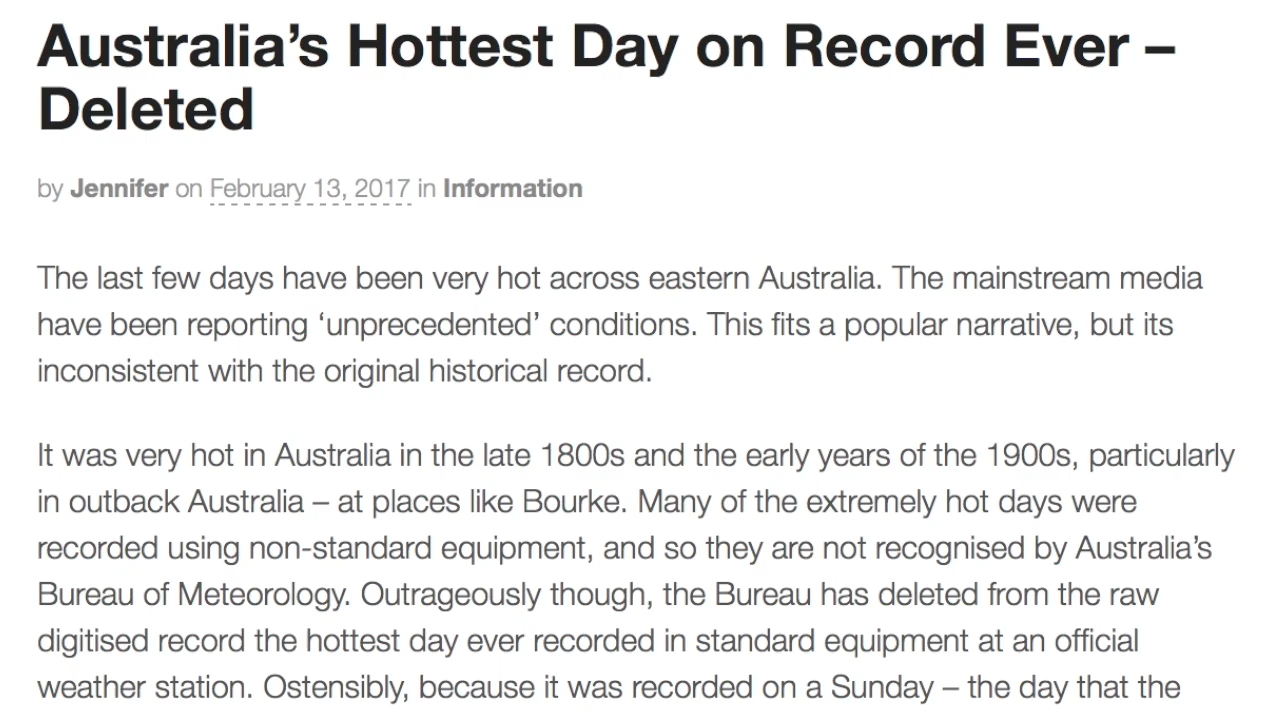 Australia’s Hottest Day on Record Ever –
Deleted
by Jennifer on February 13, 2017 in Information
The last few days have been very hot across eastern Australia. The mainstream media
have been reporting ‘unprecedented’ conditions. This fits a popular narrative, but its
inconsistent with the original historical record.
It was very hot in Australia in the late 1800s and the early years of the 1900s, particularly
in outback Australia – at places like Bourke. Many of the extremely hot days were
recorded using non-standard equipment, and so they are not recognised by Australia’s
Bureau of Meteorology. Outrageously though, the Bureau has deleted from the raw
digitised record the hottest day ever recorded in standard equipment at an official
weather station. Ostensibly, because it was recorded on a Sunday – the day that the